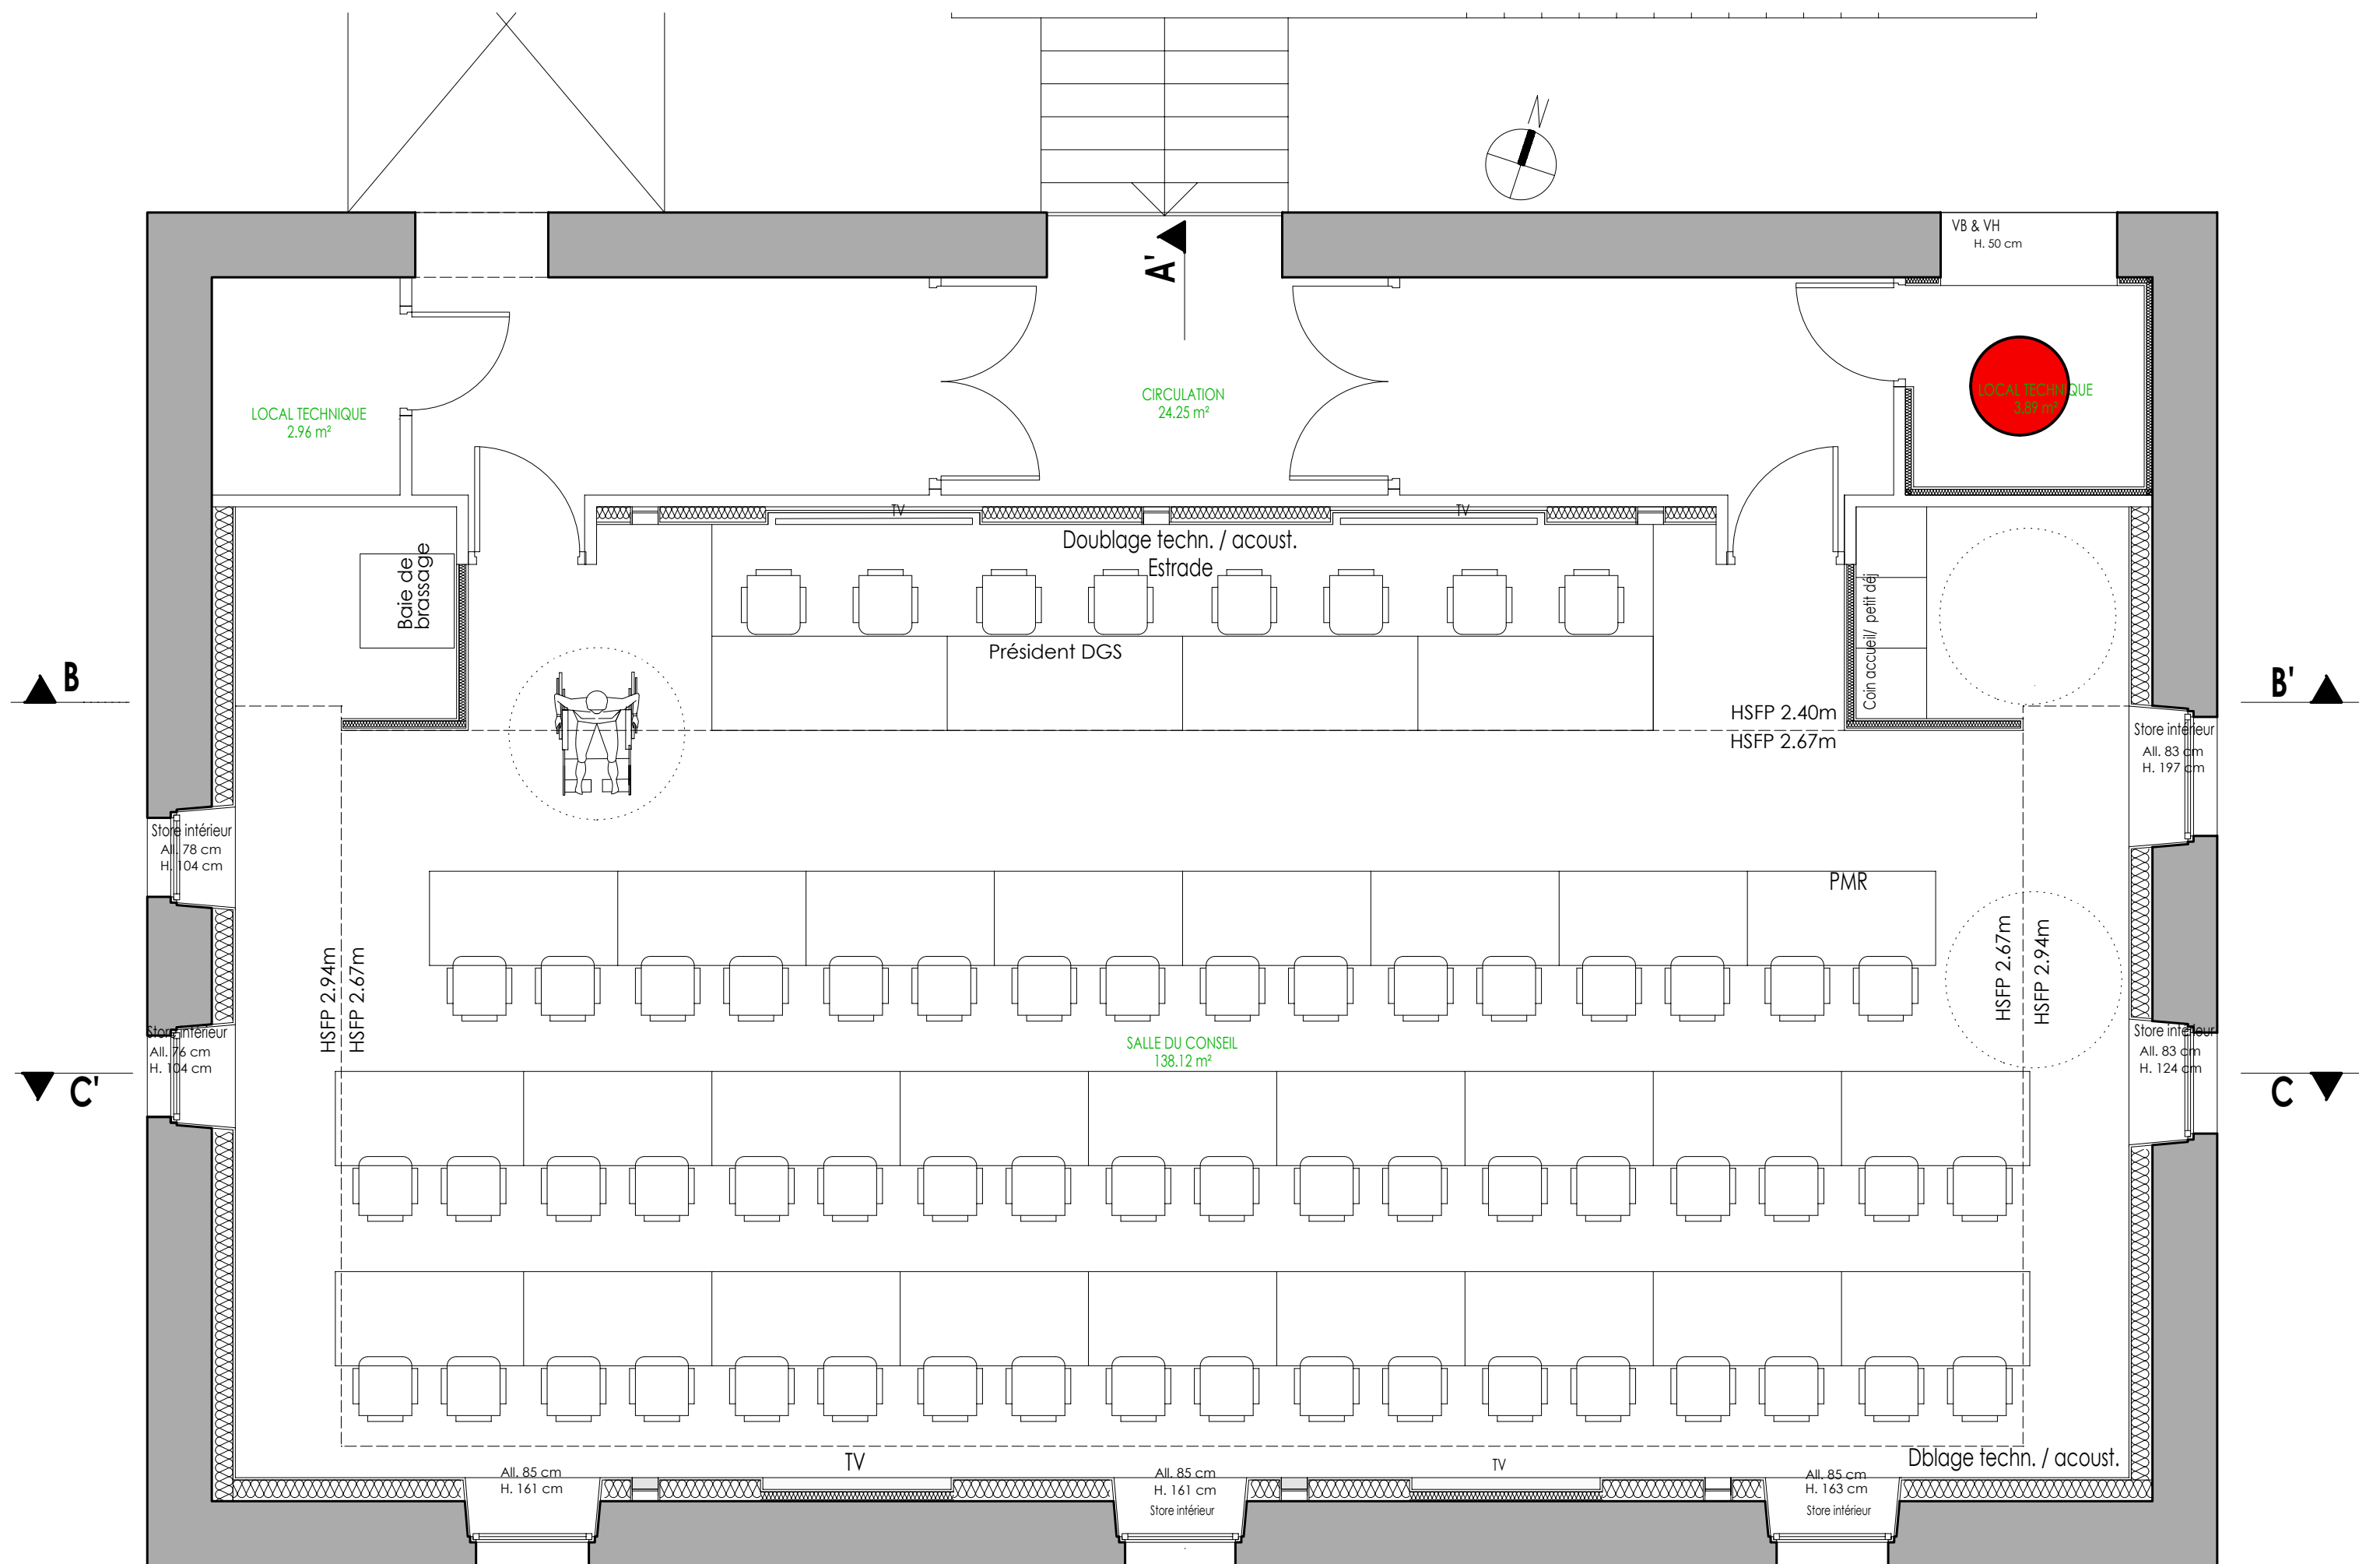 N
VB & VH
H. 50 cm
A'
LOCAL TECHNIQUE
2.96 m²
CIRCULATION
24.25 m²
LOCAL TECHNIQUE
3.89 m²
TV
TV
Doublage techn. / acoust.
Estrade
Baie de
brassage
Coin accueil/ petit déj
Président DGS
B
B'
HSFP 2.40m
HSFP 2.67m
Store intérieur
All. 83 cm
H. 197 cm
Store intérieur
All. 78 cm
H. 104 cm
PMR
HSFP 2.94m
HSFP 2.67m
HSFP 2.67m
HSFP 2.94m
Store intérieur
All. 76 cm
H. 104 cm
SALLE DU CONSEIL
138.12 m²
Store intérieur
All. 83 cm
H. 124 cm
C'
C
TV
TV
Dblage techn. / acoust.
All. 85 cm
H. 161 cm
All. 85 cm
H. 161 cm
Store intérieur
All. 85 cm
H. 163 cm
Store intérieur